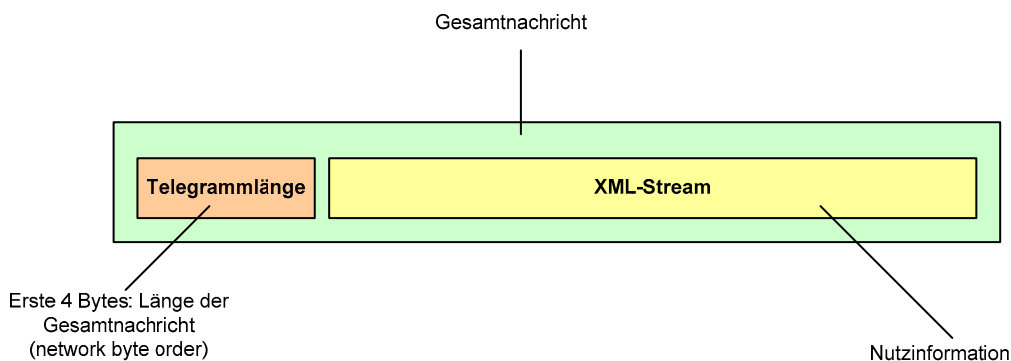 Gesamtnachricht
Telegrammlänge
XML-Stream
Erste 4 Bytes: Länge der
Gesamtnachricht
(network byte order)
Nutzinformation